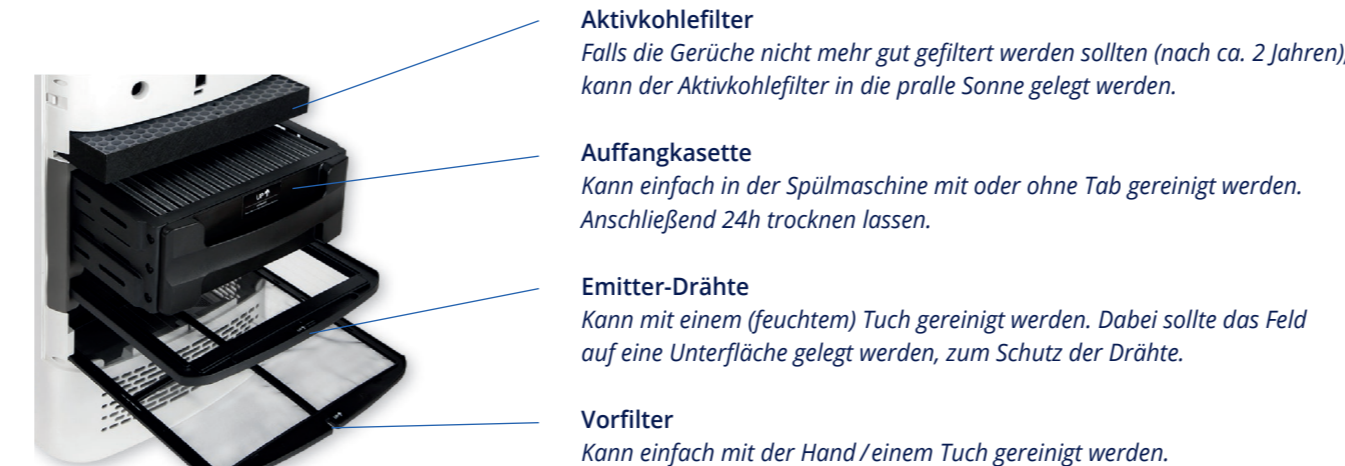 Aktivkohlefilter
Falls die Gerüche nicht mehr gut gefiltert werden sollten (nach ca. 2 Jahren),
kann der Aktivkohlefilter in die pralle Sonne gelegt werden.
Auffangkasette
Kann einfach in der Spülmaschine mit oder ohne Tab gereinigt werden.
Anschließend 24h trocknen lassen.
UP
Emitter-Drähte
Kann mit einem (feuchtem) Tuch gereinigt werden. Dabei sollte das Feld
auf eine Unterfläche gelegt werden, zum Schutz der Drähte.
Vorfilter
Kann einfach mit der Hand / einem Tuch gereinigt werden.